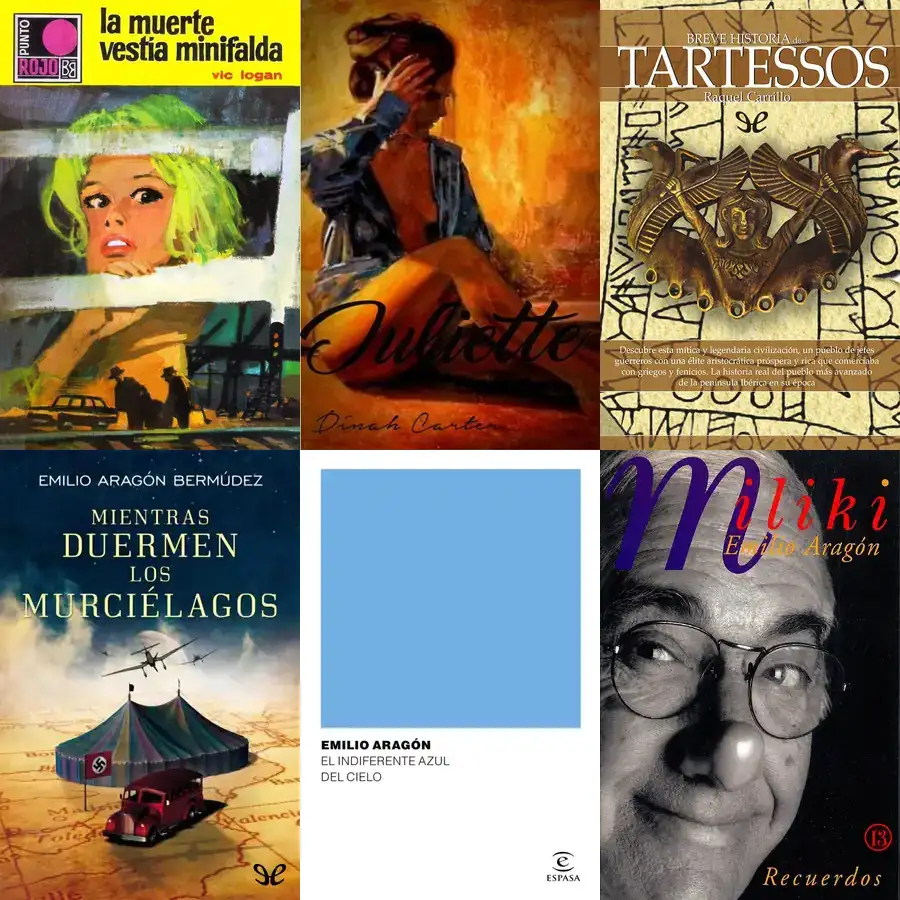 PUNTO
ROJO
BB
la muerte
vestía minifalda
vic logan
Juliette
Dinah Carter
BREVE HISTORIA de...
TARTESSOS
Raquel Carrillo
Descubre esta mítica y legendaria civilización, un pueblo de jefes
guerreros con una élite aristocrática próspera y rica que comerciaba
con griegos y fenicios. La historia real del pueblo más avanzado
de la península Ibérica en su época
EMILIO ARAGÓN BERMÚDEZ
MIENTRAS
DUERMEN
LOS
MURCIÉLAGOS
EMILIO ARAGÓN
EL INDIFERENTE AZUL
DEL CIELO
ESPASA
Miliki
Emilio Aragón
13
Recuerdos